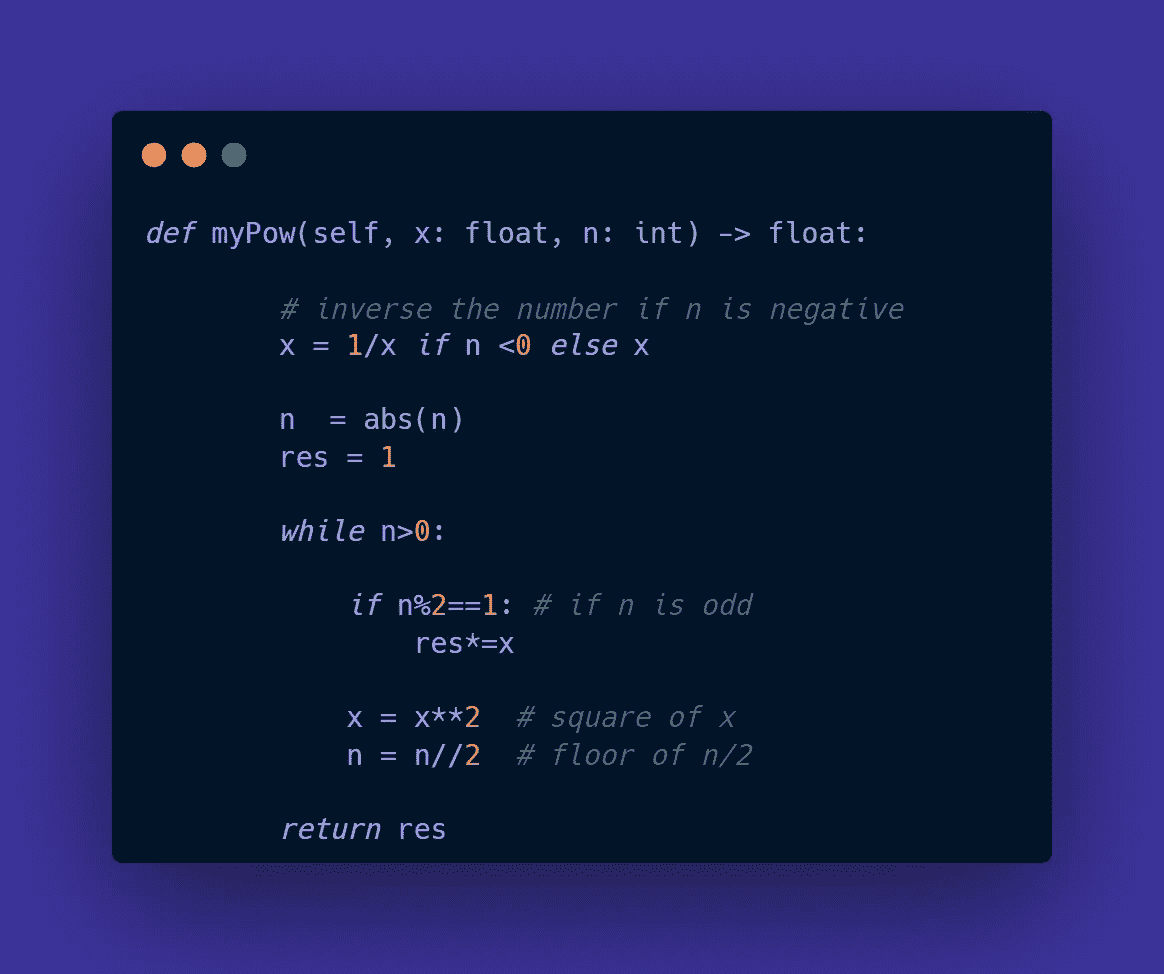 def myPow(self, x: float, n: int) -> float:
        # inverse the number if n is negative
        x = 1/x if n <0 else x
        n  = abs(n)
        res = 1
        while n>0:
            if n%2==1: # if n is odd
                res*=x
            x = x**2  # square of x
            n = n//2  # floor of n/2
        return res